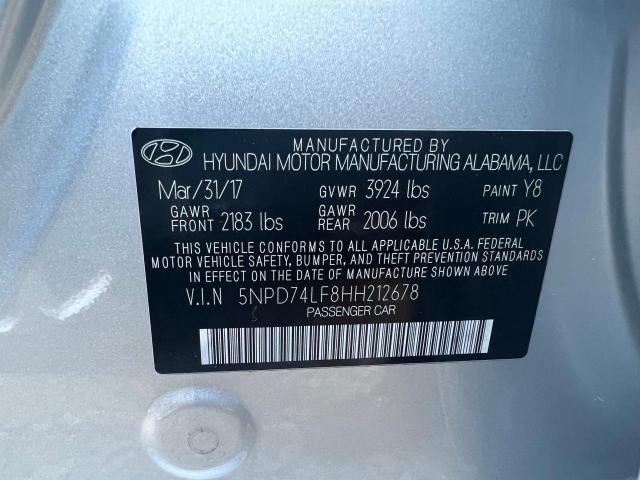 MANUFACTURED BY
HYUNDAI MOTOR MANUFACTURING ALABAMA, LLC
Mar/31/17 GVWR 3924 lbs PAINT Y8
GAWR FRONT 2183 lbs GAWR REAR 2006 lbs TRIM PK
THIS VEHICLE CONFORMS TO ALL APPLICABLE U.S.A. FEDERAL
MOTOR VEHICLE SAFETY, BUMPER, AND THEFT PREVENTION STANDARDS
IN EFFECT ON THE DATE OF MANUFACTURE SHOWN ABOVE
V.I.N 5NPD74LF8HH212678
PASSENGER CAR